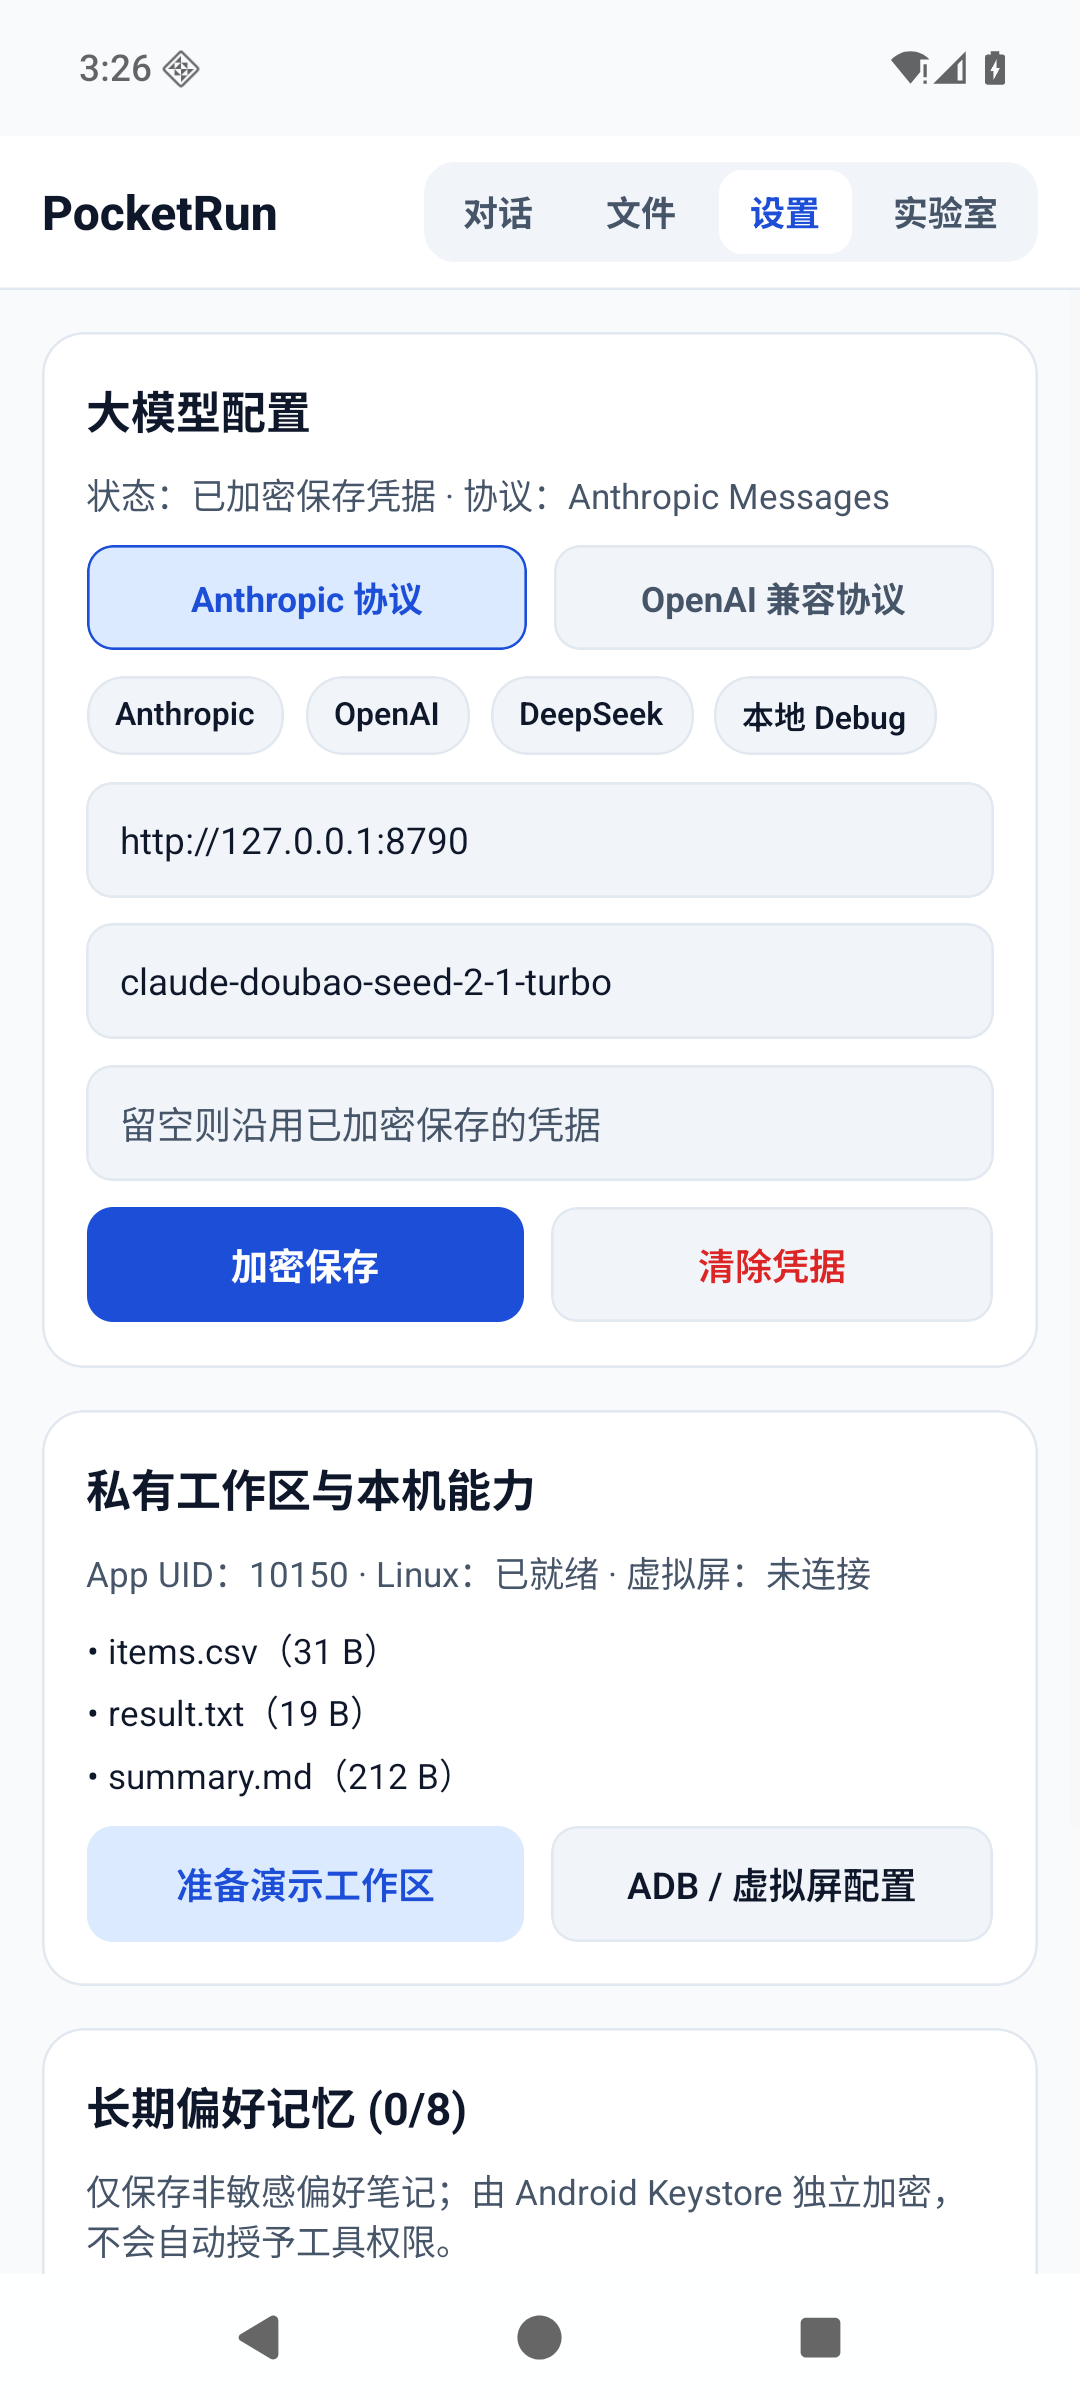 3:26
PocketRun
对话 文件 设置 实验室
大模型配置
状态：已加密保存凭据 · 协议：Anthropic Messages
Anthropic 协议 OpenAI 兼容协议
Anthropic OpenAI DeepSeek 本地 Debug
http://127.0.0.1:8790
claude-doubao-seed-2-1-turbo
留空则沿用已加密保存的凭据
加密保存 清除凭据
私有工作区与本机能力
App UID：10150 · Linux：已就绪 · 虚拟屏：未连接
• items.csv（31 B）
• result.txt（19 B）
• summary.md（212 B）
准备演示工作区 ADB / 虚拟屏配置
长期偏好记忆 (0/8)
仅保存非敏感偏好笔记；由 Android Keystore 独立加密，
不会自动授予工具权限。